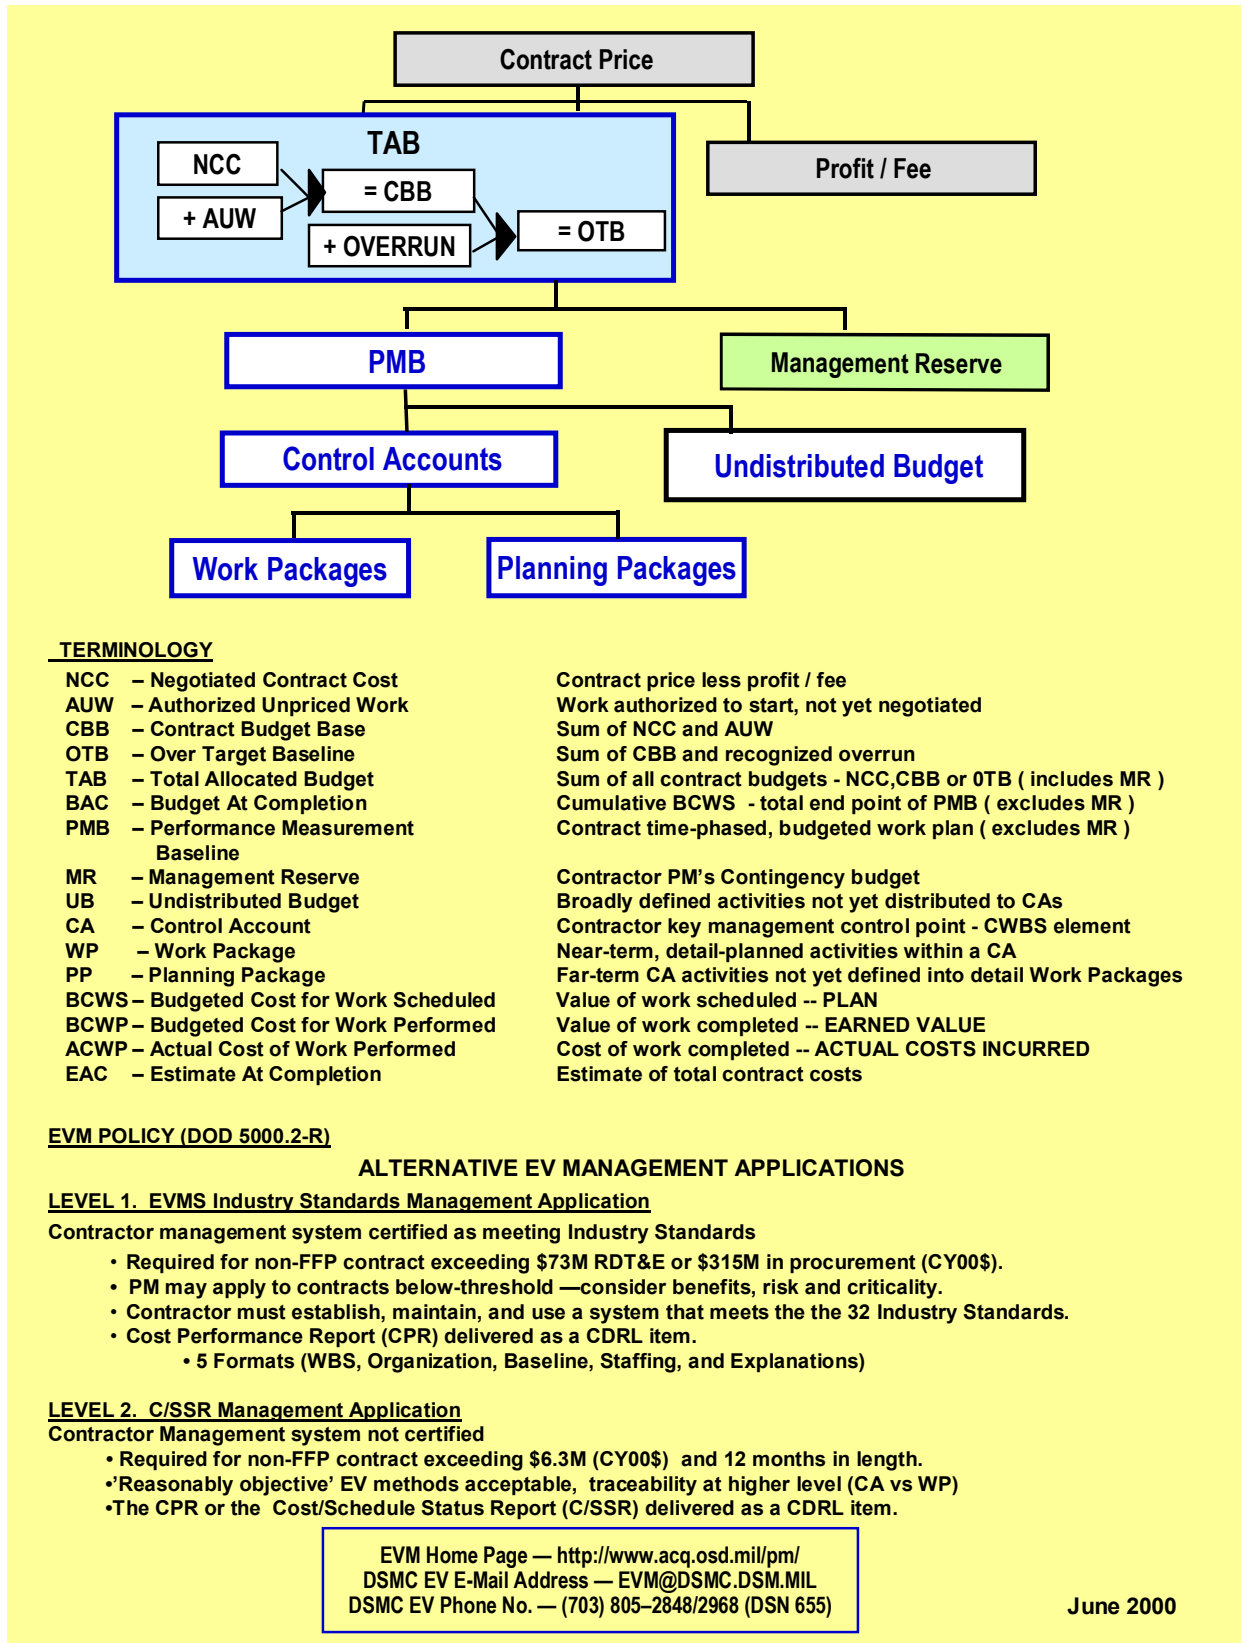 Contract Price
TAB
NCC
+ AUW
= CBB
+ OVERRUN
= OTB
Profit / Fee
PMB
Management Reserve
Control Accounts
Undistributed Budget
Work Packages
Planning Packages
TERMINOLOGY
NCC – Negotiated Contract Cost Contract price less profit / fee
AUW – Authorized Unpriced Work Work authorized to start, not yet negotiated
CBB – Contract Budget Base Sum of NCC and AUW
OTB – Over Target Baseline Sum of CBB and recognized overrun
TAB – Total Allocated Budget Sum of all contract budgets - NCC,CBB or 0TB ( includes MR )
BAC – Budget At Completion Cumulative BCWS - total end point of PMB ( excludes MR )
PMB – Performance Measurement Contract time-phased, budgeted work plan ( excludes MR )
Baseline
MR – Management Reserve Contractor PM's Contingency budget
UB – Undistributed Budget Broadly defined activities not yet distributed to CAs
CA – Control Account Contractor key management control point - CWBS element
WP – Work Package Near-term, detail-planned activities within a CA
PP – Planning Package Far-term CA activities not yet defined into detail Work Packages
BCWS – Budgeted Cost for Work Scheduled Value of work scheduled -- PLAN
BCWP – Budgeted Cost for Work Performed Value of work completed -- EARNED VALUE
ACWP – Actual Cost of Work Performed Cost of work completed -- ACTUAL COSTS INCURRED
EAC – Estimate At Completion Estimate of total contract costs
EVM POLICY (DOD 5000.2-R)
ALTERNATIVE EV MANAGEMENT APPLICATIONS
LEVEL 1. EVMS Industry Standards Management Application
Contractor management system certified as meeting Industry Standards
• Required for non-FFP contract exceeding $73M RDT&E or $315M in procurement (CY00$).
• PM may apply to contracts below-threshold —consider benefits, risk and criticality.
• Contractor must establish, maintain, and use a system that meets the the 32 Industry Standards.
• Cost Performance Report (CPR) delivered as a CDRL item.
• 5 Formats (WBS, Organization, Baseline, Staffing, and Explanations)
LEVEL 2. C/SSR Management Application
Contractor Management system not certified
• Required for non-FFP contract exceeding $6.3M (CY00$) and 12 months in length.
•'Reasonably objective' EV methods acceptable, traceability at higher level (CA vs WP)
•The CPR or the Cost/Schedule Status Report (C/SSR) delivered as a CDRL item.
EVM Home Page — http://www.acq.osd.mil/pm/
DSMC EV E-Mail Address — EVM@DSMC.DSM.MIL
DSMC EV Phone No. — (703) 805–2848/2968 (DSN 655)
June 2000